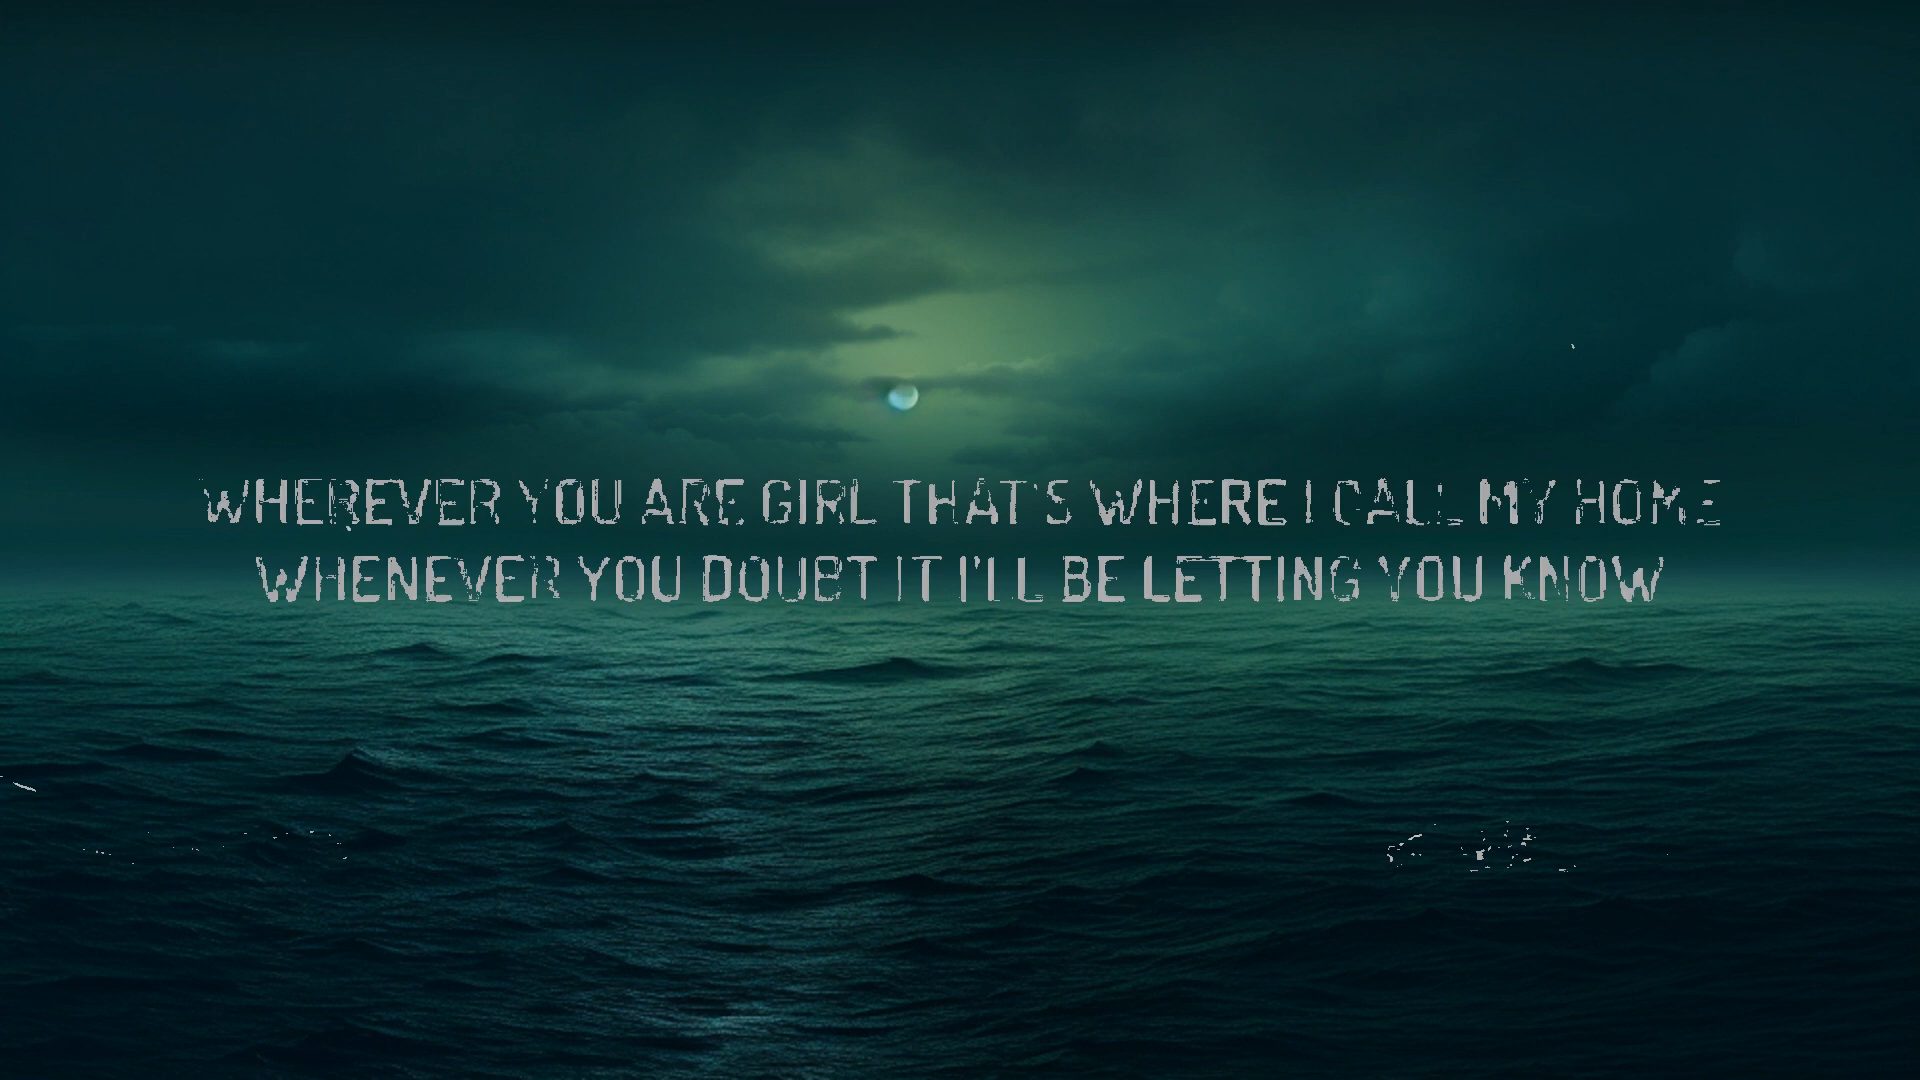 WHEREVER YOU ARE GIRL THAT'S WHERE I CALL MY HOME
WHENEVER YOU DOUBT IT I'LL BE LETTING YOU KNOW